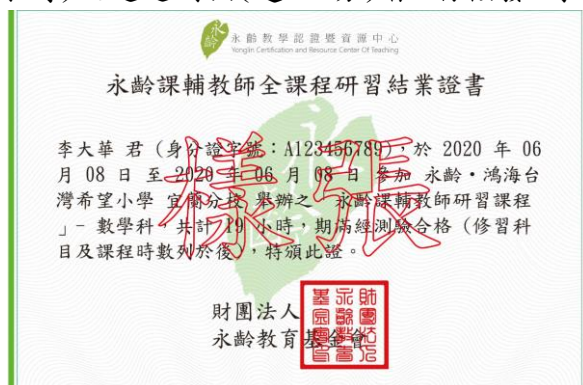 永齡教學認證暨資源中心
Yonglin Certification and Resource Center Of Teaching
永齡課輔教師全課程研習結業證書
李大華 君 (身分證字號：A123456789)，於 2020 年 06
月 08 日 至 2020 年 06 月 08 日 參加 永齡・鴻海台
灣希望小學 宜蘭分校 舉辦之 永齡課輔教師研習課程
」- 數學科，共計 19 小時，期滿經測驗合格 (修習科
目及課程時數列於後)，特頒此證。
樣張
財團法人
永齡教育基金會